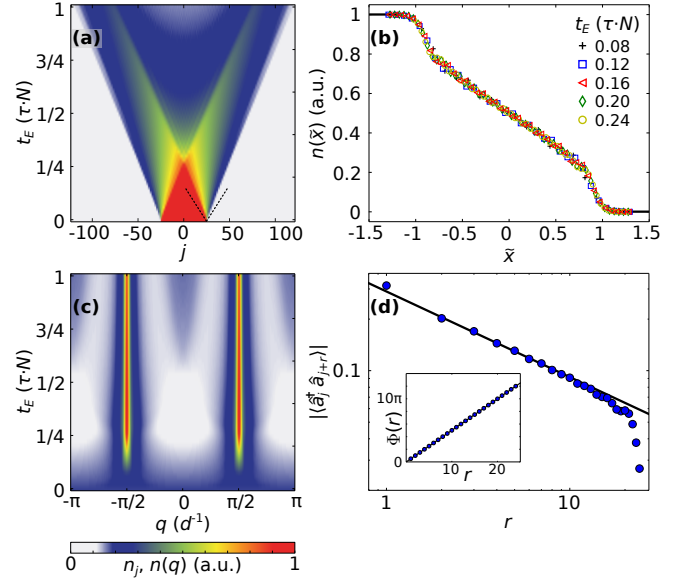 (a)
t_E (τ·N)
1
3/4
1/2
1/4
0
-100 -50 0 50 100
j
(b)
n(x̃) (a.u.)
1.0
0.8
0.6
0.4
0.2
0
-1.5 -1 -0.5 0 0.5 1 1.5
x̃
t_E (τ·N)
0.08
0.12
0.16
0.20
0.24
(c)
t_E (τ·N)
1
3/4
1/2
1/4
0
-π -π/2 0 π/2 π
q (d⁻¹)
0 1
n_j, n(q) (a.u.)
(d)
|⟨â†_j â_{j+r}⟩|
0.1
1 10
r
Φ(r)
10π
0
10 20
r